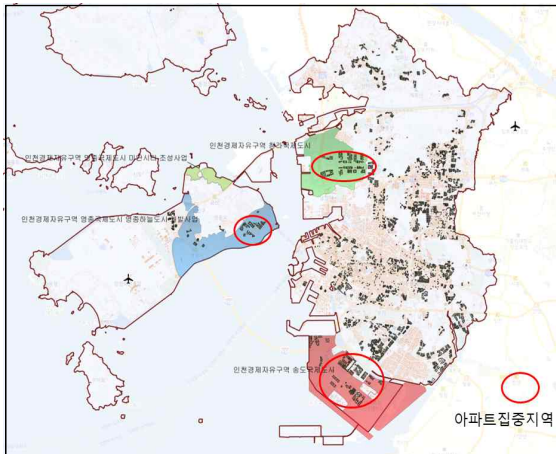 인천경제자유구역 청라국제도시
인천경제자유구역 영종국제도시 미단시티 조성사업
인천경제자유구역 영종국제도시 영종하늘도시 개발사업
인천경제자유구역 송도국제도시
아파트집중지역